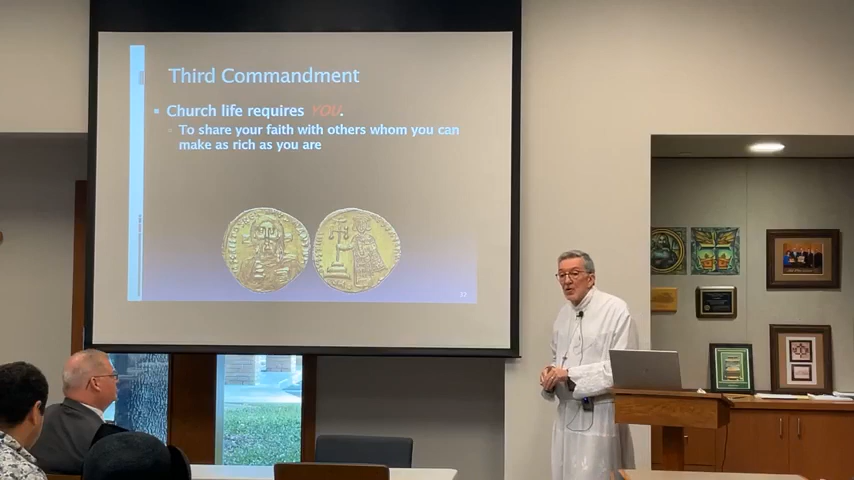 Third Commandment
Church life requires YOU.
To share your faith with others whom you can
make as rich as you are